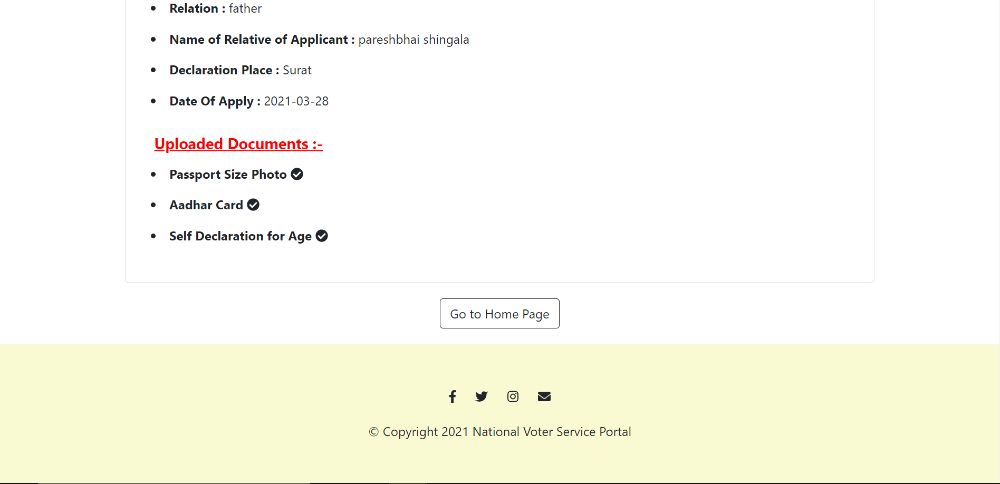 Relation : father
Name of Relative of Applicant : pareshbhai shingala
Declaration Place : Surat
Date Of Apply : 2021-03-28
Uploaded Documents :-
Passport Size Photo
Aadhar Card
Self Declaration for Age
Go to Home Page
© Copyright 2021 National Voter Service Portal